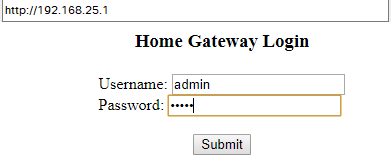 http://192.168.25.1
Home Gateway Login
Username: admin
Password: •••••
Submit